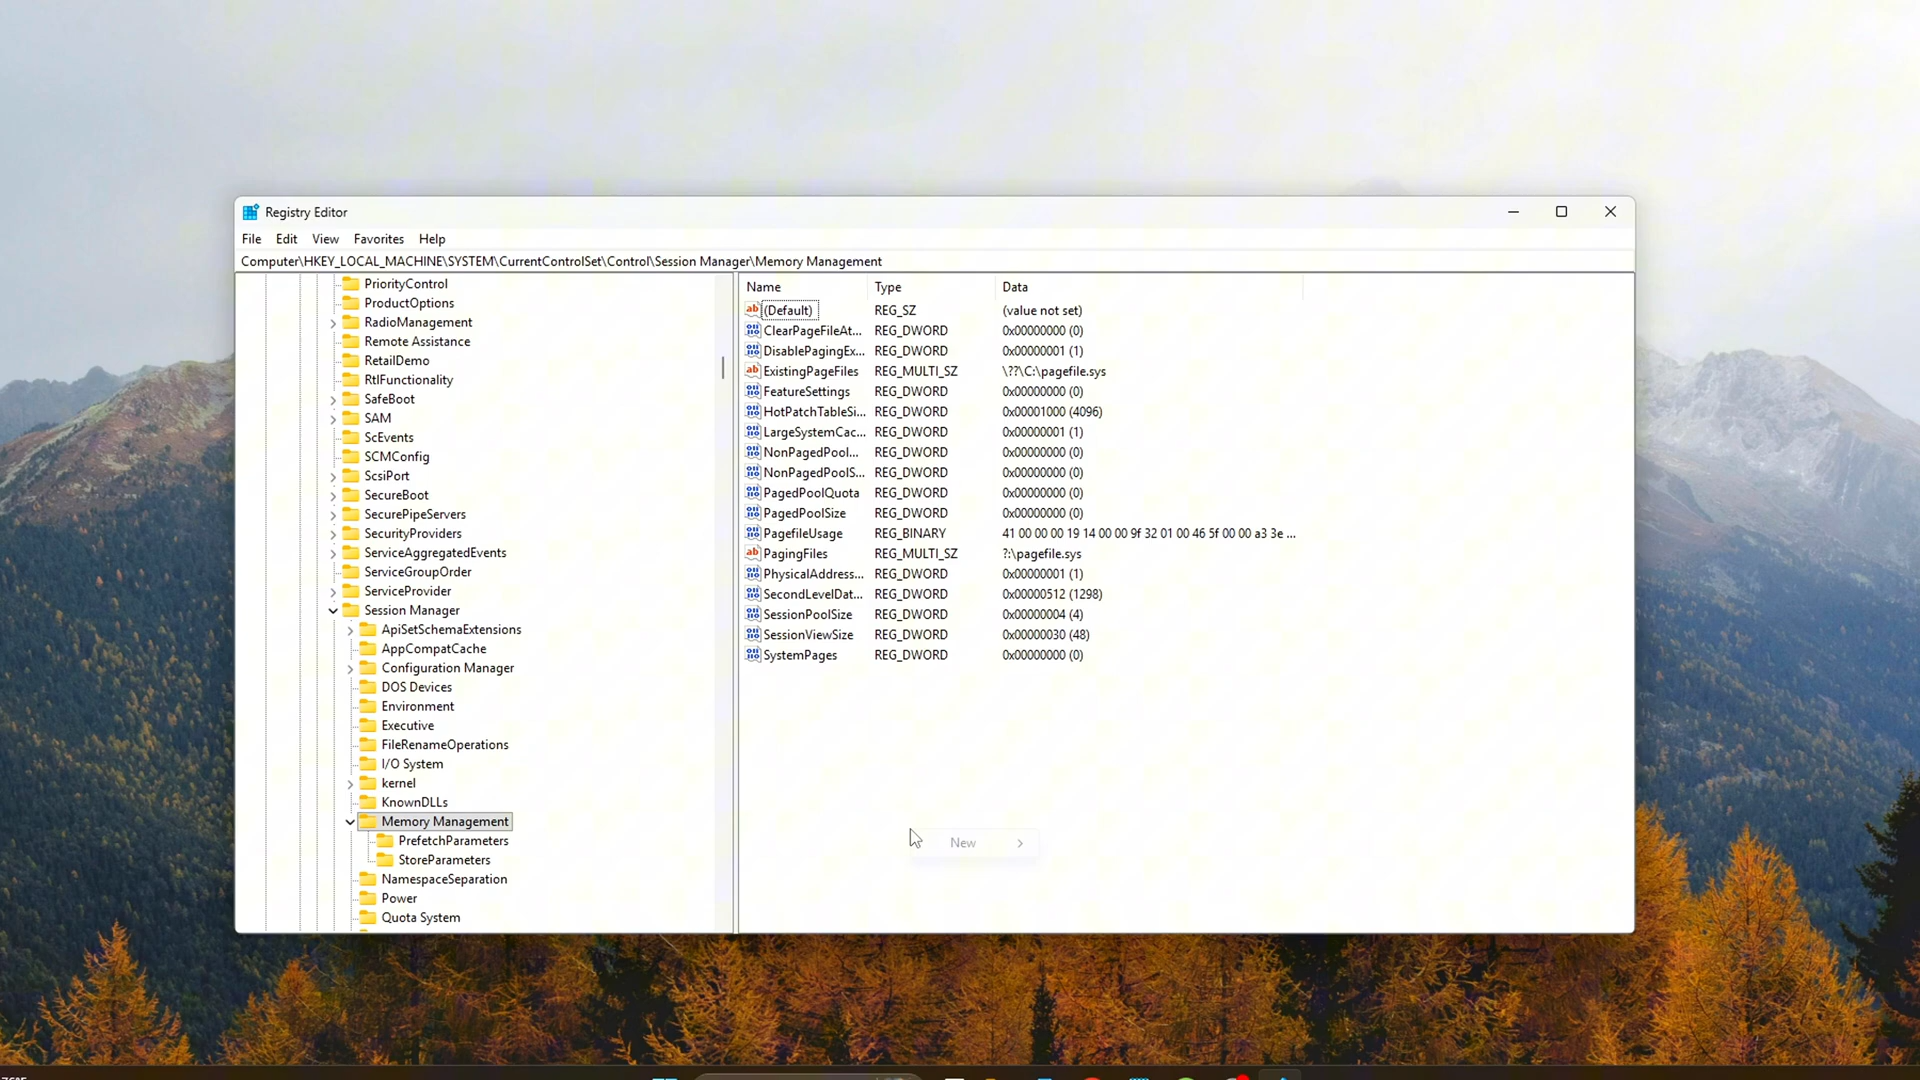 Registry Editor
File Edit View Favorites Help
Computer\HKEY_LOCAL_MACHINE\SYSTEM\CurrentControlSet\Control\Session Manager\Memory Management
PriorityControl
ProductOptions
RadioManagement
Remote Assistance
RetailDemo
RtlFunctionality
SafeBoot
SAM
ScEvents
SCMConfig
ScsiPort
SecureBoot
SecurePipeServers
SecurityProviders
ServiceAggregatedEvents
ServiceGroupOrder
ServiceProvider
Session Manager
ApiSetSchemaExtensions
AppCompatCache
Configuration Manager
DOS Devices
Environment
Executive
FileRenameOperations
I/O System
kernel
KnownDLLs
Memory Management
PrefetchParameters
StoreParameters
NamespaceSeparation
Power
Quota System
Name Type Data
(Default) REG_SZ (value not set)
ClearPageFileAt... REG_DWORD 0x00000000 (0)
DisablePagingEx... REG_DWORD 0x00000001 (1)
ExistingPageFiles REG_MULTI_SZ \??\C:\pagefile.sys
FeatureSettings REG_DWORD 0x00000000 (0)
HotPatchTableSi... REG_DWORD 0x00001000 (4096)
LargeSystemCac... REG_DWORD 0x00000001 (1)
NonPagedPool... REG_DWORD 0x00000000 (0)
NonPagedPoolS... REG_DWORD 0x00000000 (0)
PagedPoolQuota REG_DWORD 0x00000000 (0)
PagedPoolSize REG_DWORD 0x00000000 (0)
PagefileUsage REG_BINARY 41 00 00 00 19 14 00 00 9f 32 01 00 46 5f 00 00 a3 3e ...
PagingFiles REG_MULTI_SZ ?:\pagefile.sys
PhysicalAddress... REG_DWORD 0x00000001 (1)
SecondLevelDat... REG_DWORD 0x00000512 (1298)
SessionPoolSize REG_DWORD 0x00000004 (4)
SessionViewSize REG_DWORD 0x00000030 (48)
SystemPages REG_DWORD 0x00000000 (0)
New